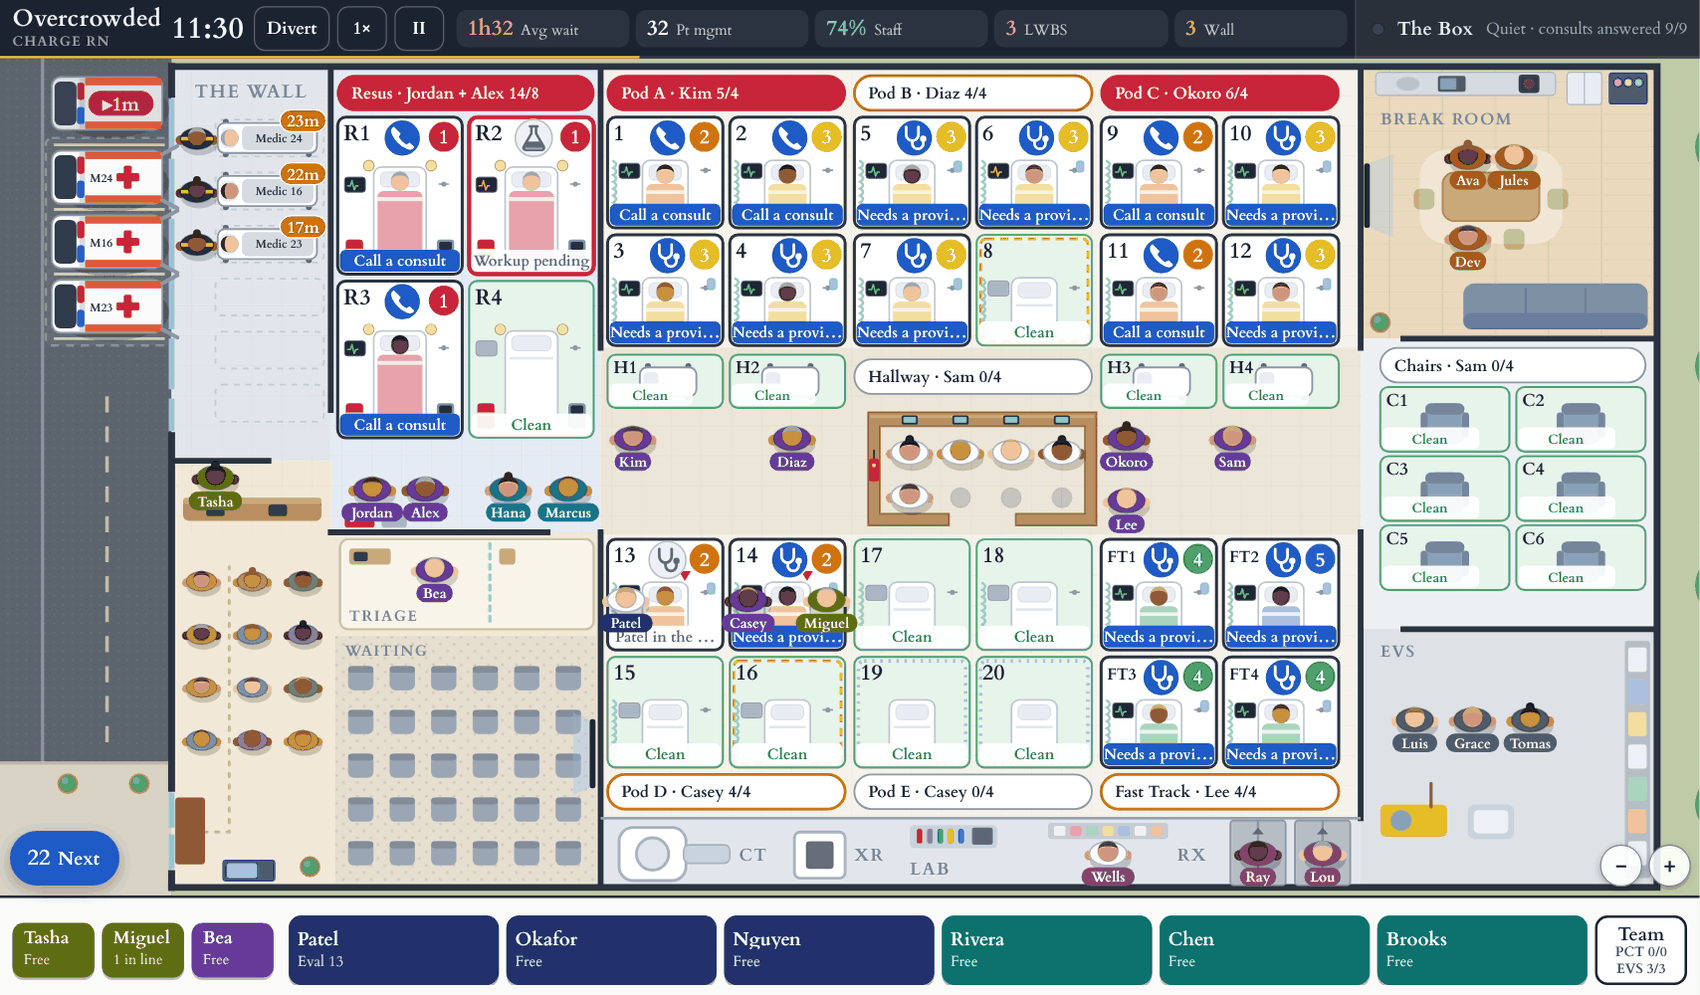 Overcrowded
CHARGE RN
11:30
Divert
1×
II
1h32 Avg wait
32 Pt mgmt
74% Staff
3 LWBS
3 Wall
The Box
Quiet · consults answered 9/9
▸1m
M24
M16
M23
THE WALL
23m
Medic 24
22m
Medic 16
17m
Medic 23
Resus · Jordan + Alex 14/8
R1
1
Call a consult
R2
1
Workup pending
R3
1
Call a consult
R4
Clean
Pod A · Kim 5/4
1
2
Call a consult
2
3
Call a consult
3
3
Needs a provi…
4
3
Needs a provi…
Pod B · Diaz 4/4
5
3
Needs a provi…
6
3
Needs a provi…
7
3
Needs a provi…
8
Clean
Pod C · Okoro 6/4
9
2
Call a consult
10
3
Needs a provi…
11
2
Call a consult
12
3
Needs a provi…
H1
Clean
H2
Clean
Hallway · Sam 0/4
H3
Clean
H4
Clean
BREAK ROOM
Ava
Jules
Dev
Chairs · Sam 0/4
C1
Clean
C2
Clean
C3
Clean
C4
Clean
C5
Clean
C6
Clean
Tasha
Jordan
Alex
Hana
Marcus
Kim
Diaz
Okoro
Sam
Lee
Bea
TRIAGE
WAITING
13
2
Patel
Patel in the …
14
2
Casey
Miguel
Needs a provi…
15
Clean
16
Clean
17
Clean
18
Clean
19
Clean
20
Clean
FT1
4
Needs a provi…
FT2
5
Needs a provi…
FT3
4
Needs a provi…
FT4
4
Needs a provi…
Pod D · Casey 4/4
Pod E · Casey 0/4
Fast Track · Lee 4/4
CT
XR
LAB
Wells
RX
Ray
Lou
EVS
Luis
Grace
Tomas
22 Next
−
+
Tasha
Free
Miguel
1 in line
Bea
Free
Patel
Eval 13
Okafor
Free
Nguyen
Free
Rivera
Free
Chen
Free
Brooks
Free
Team
PCT 0/0
EVS 3/3